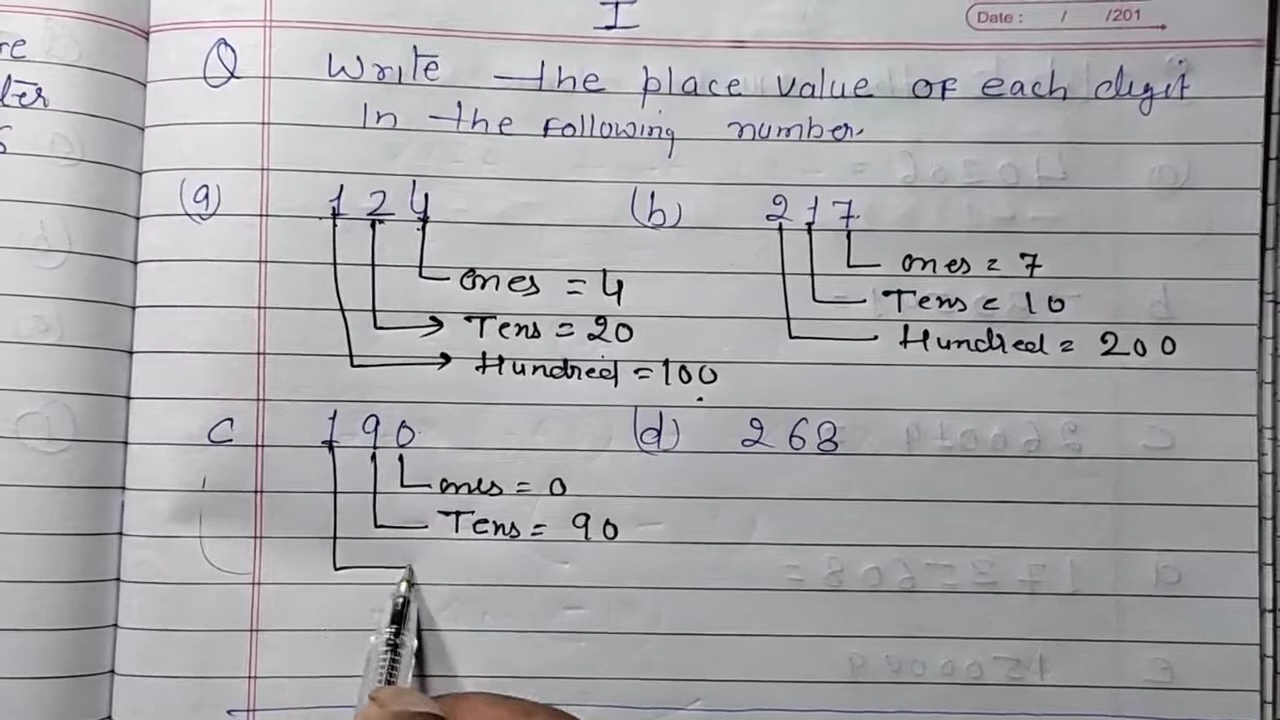 I
Date : / /201
re
Q Write the place value of each digit
ber
In the following number.
(a) 1 2 4 (b) 2 1 7
ones = 7
ones = 4
Tens = 10
Tens = 20
Hundred = 200
Hundred = 100
C 1 9 0 (d) 2 6 8
ones = 0
Tens = 90